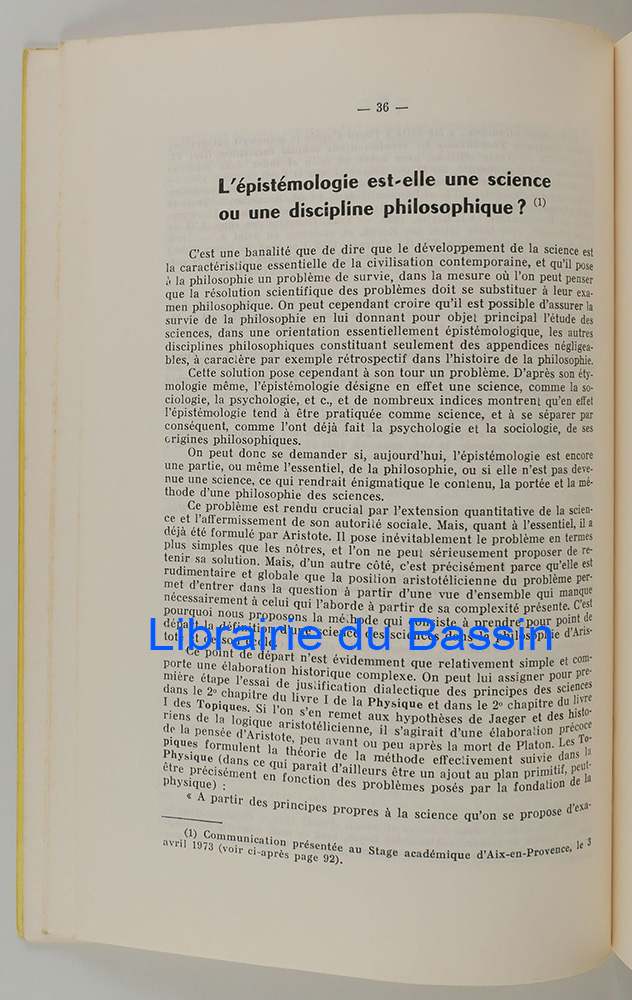 — 36 —
L'épistémologie est-elle une science
ou une discipline philosophique ? (1)
C'est une banalité que de dire que le développement de la science est
la caractéristique essentielle de la civilisation contemporaine, et qu'il pose
à la philosophie un problème de survie, dans la mesure où l'on peut penser
que la résolution scientifique des problèmes doit se substituer à leur exa-
men philosophique. On peut cependant croire qu'il est possible d'assurer la
survie de la philosophie en lui donnant pour objet principal l'étude des
sciences, dans une orientation essentiellement épistémologique, les autres
disciplines philosophiques constituant seulement des appendices négligea-
bles, à caractère par exemple rétrospectif dans l'histoire de la philosophie.
Cette solution pose cependant à son tour un problème. D'après son éty-
mologie même, l'épistémologie désigne en effet une science, comme la so-
ciologie, la psychologie, et c., et de nombreux indices montrent qu'en effet
l'épistémologie tend à être pratiquée comme science, et à se séparer par
conséquent, comme l'ont déjà fait la psychologie et la sociologie, de ses
origines philosophiques.
On peut donc se demander si, aujourd'hui, l'épistémologie est encore
une partie, ou même l'essentiel, de la philosophie, ou si elle n'est pas deve-
nue une science, ce qui rendrait énigmatique le contenu, la portée et la mé-
thode d'une philosophie des sciences.
Ce problème est rendu crucial par l'extension quantitative de la scien-
ce et l'affermissement de son autorité sociale. Mais, quant à l'essentiel, il a
déjà été formulé par Aristote. Il pose inévitablement le problème en termes
plus simples que les nôtres, et l'on ne peut sérieusement proposer de re-
tenir sa solution. Mais, d'un autre côté, c'est précisément parce qu'elle est
rudimentaire et globale que la position aristotélicienne du problème per-
met d'entrer dans la question à partir d'une vue d'ensemble qui manque
nécessairement à celui qui l'aborde à partir de sa complexité présente. C'est
pourquoi nous proposons la méthode qui consiste à prendre pour point de
départ la définition d'une science des sciences dans la philosophie d'Aris-
tote et de son école.
Librairie du Bassin
Ce point de départ n'est évidemment que relativement simple et com-
porte une élaboration historique complexe. On peut lui assigner pour pre-
mière étape l'essai de justification dialectique des principes des sciences
dans le 2e chapitre du livre I de la Physique et dans le 2e chapitre du livre
I des Topiques. Si l'on s'en remet aux hypothèses de Jaeger et des histo-
riens de la logique aristotélicienne, il s'agirait d'une élaboration précoce
de la pensée d'Aristote, peu avant ou peu après la mort de Platon. Les To-
piques formulent la théorie de la méthode effectivement suivie dans la
Physique (dans ce qui paraît d'ailleurs être un ajout au plan primitif, peut-
être précisément en fonction des problèmes posés par la fondation de la
physique) :
« A partir des principes propres à la science qu'on se propose d'exa-
(1) Communication présentée au Stage académique d'Aix-en-Provence, le 3
avril 1973 (voir ci-après page 92).